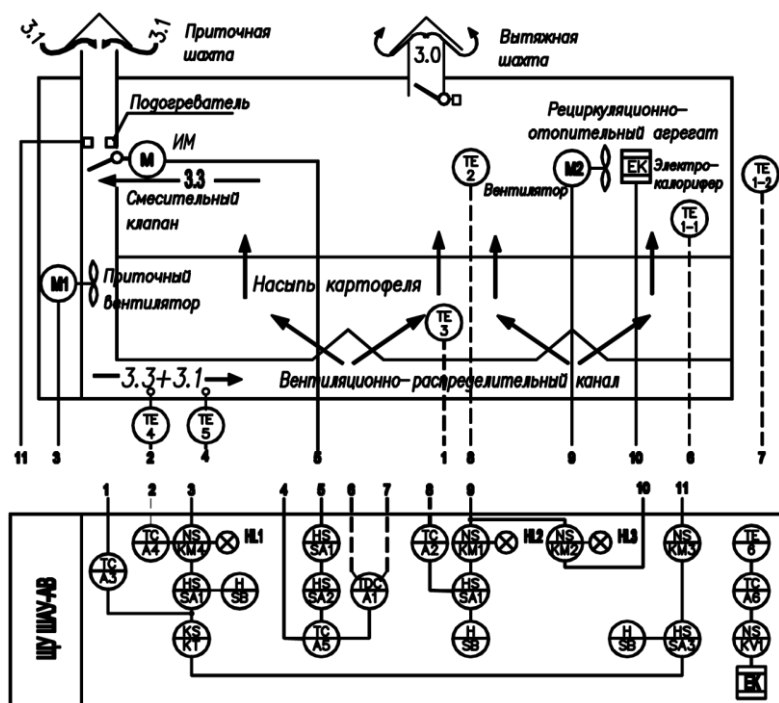 3.1
3.1
Приточная
шахта
3.0
Вытяжная
шахта
Подогреватель
ИМ
М
3.3
Смесительный
клапан
TE
2
Рециркуляционно-
отопительный агрегат
M2
Вентилятор
EK
Электро-
калорифер
TE
1-2
TE
1-1
M1
Приточный
вентилятор
Насыпь картофеля
TE
3
3.3+3.1
Вентиляционно-распределительный канал
TE
4
TE
5
11 3 2 4 5 1 8 9 10 6 7
1 2 3 4 5 6 7 8 9 10 11
ЩУ ШАУ-АВ
TC
A4
NS
KM4
HL1
HS
SA1
TC
A2
NS
KM1
HL2
NS
KM2
HL3
NS
KM3
TE
6
TC
A3
HS
SA1
H
SB
HS
SA2
TDC
A1
HS
SA1
TC
A6
KS
KT
TC
A5
H
SB
H
SB
HS
SA3
NS
KV1
EK